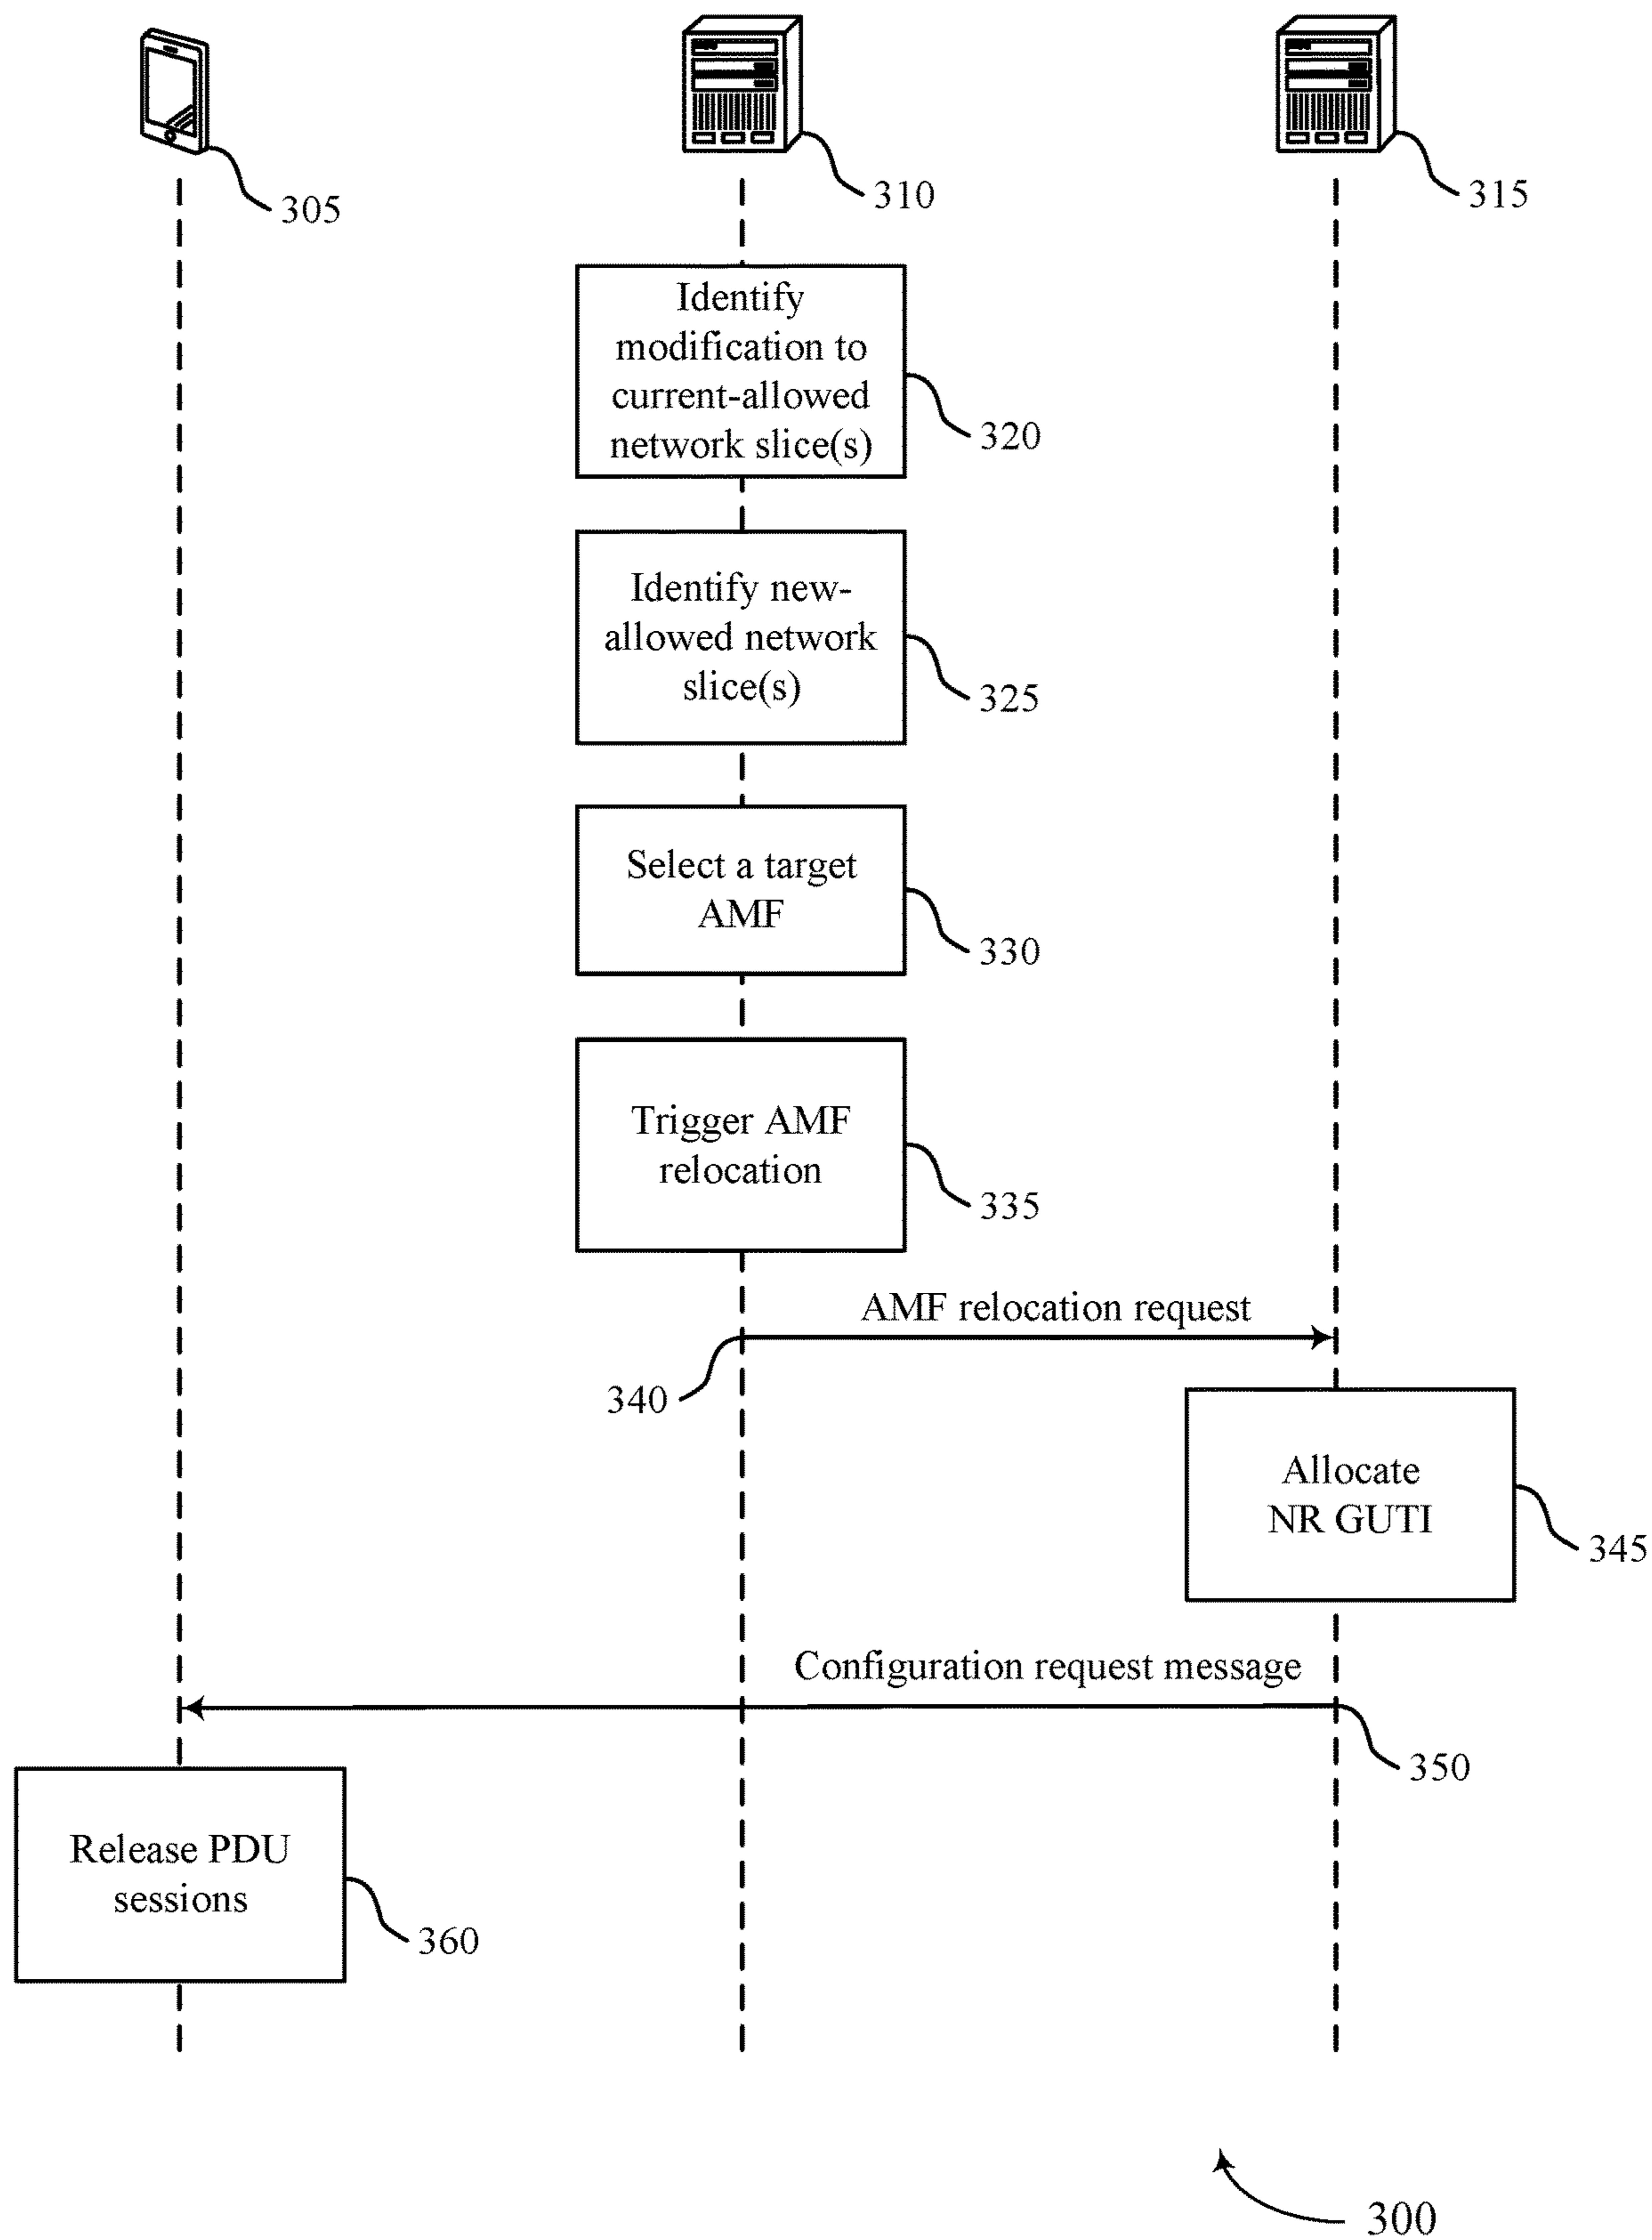 305
310
315
Identify
modification to
current-allowed
network slice(s)
320
Identify new-
allowed network
slice(s)
325
Select a target
AMF
330
Trigger AMF
relocation
335
AMF relocation request
340
Allocate
NR GUTI
345
Configuration request message
350
Release PDU
sessions
360
300